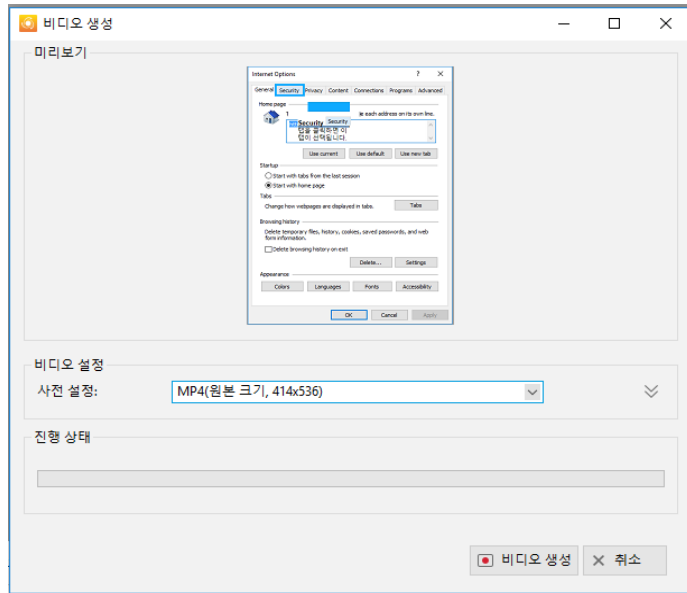 비디오 생성
미리보기
Internet Options
General Security Privacy Content Connections Programs Advanced
Home page
1
each address on its own line.
Security Security
탭을 클릭하면 이
탭이 선택됩니다.
Use current Use default Use new tab
Startup
Start with tabs from the last session
Start with home page
Tabs
Change how webpages are displayed in tabs. Tabs
Browsing history
Delete temporary files, history, cookies, saved passwords, and web
form information.
Delete browsing history on exit
Delete... Settings
Appearance
Colors Languages Fonts Accessibility
OK Cancel Apply
비디오 설정
사전 설정: MP4(원본 크기, 414x536)
진행 상태
비디오 생성 취소